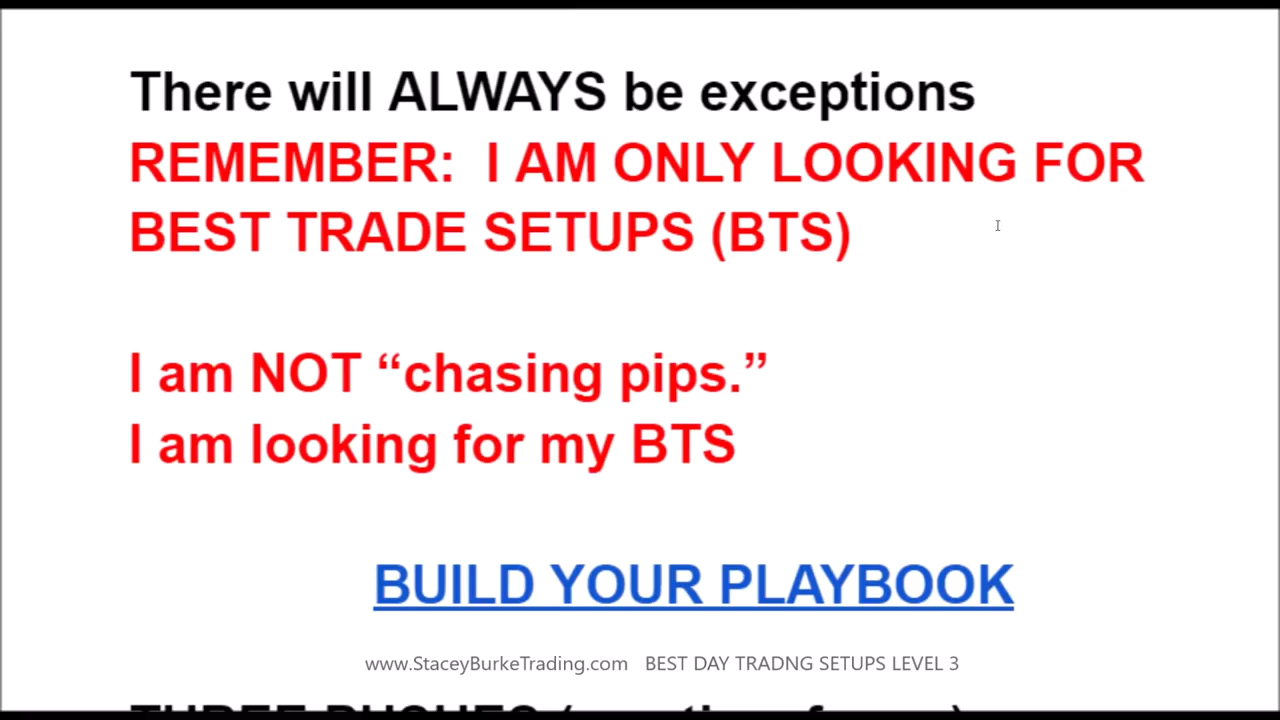 There will ALWAYS be exceptions
REMEMBER: I AM ONLY LOOKING FOR
BEST TRADE SETUPS (BTS)
I am NOT “chasing pips.”
I am looking for my BTS
BUILD YOUR PLAYBOOK
www.StaceyBurkeTrading.com BEST DAY TRADNG SETUPS LEVEL 3